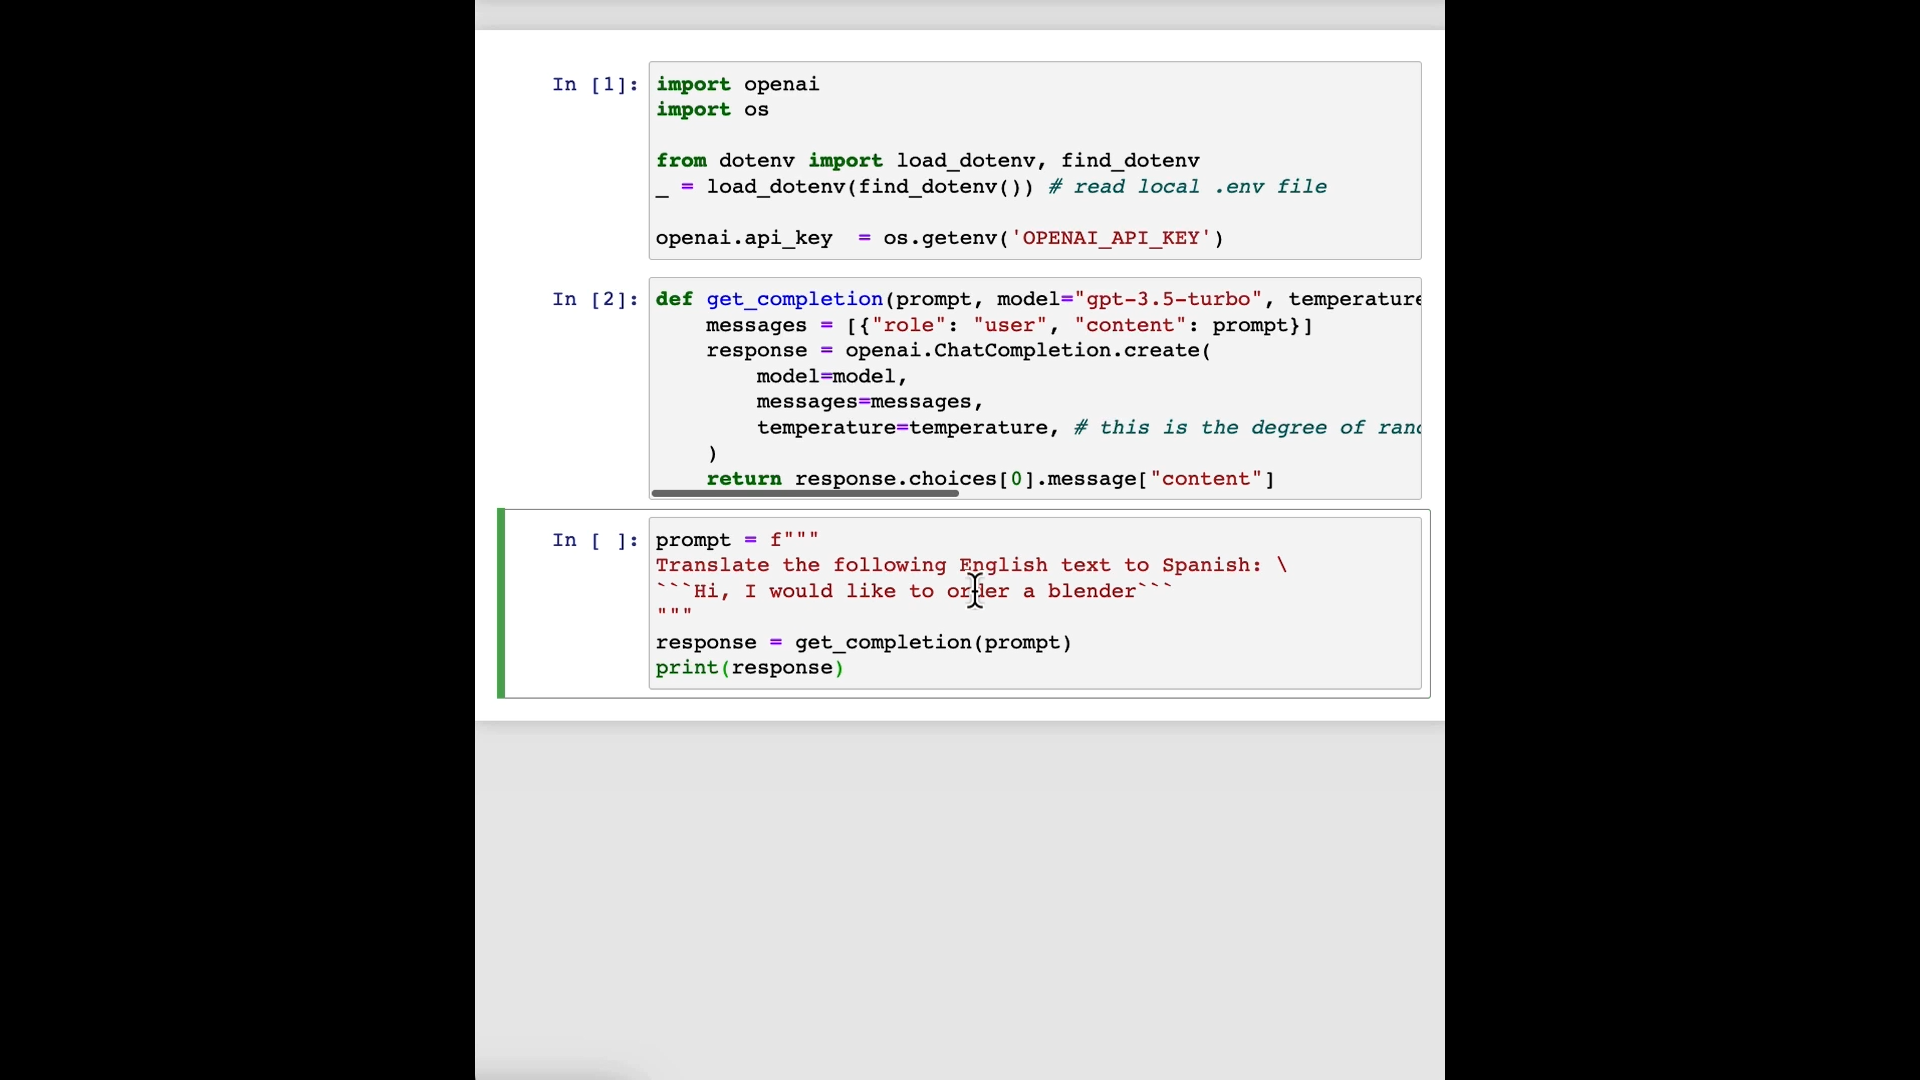 In [1]: import openai
import os
from dotenv import load_dotenv, find_dotenv
_ = load_dotenv(find_dotenv()) # read local .env file
openai.api_key  = os.getenv('OPENAI_API_KEY')
In [2]: def get_completion(prompt, model="gpt-3.5-turbo", temperature
    messages = [{"role": "user", "content": prompt}]
    response = openai.ChatCompletion.create(
        model=model,
        messages=messages,
        temperature=temperature, # this is the degree of rand
    )
    return response.choices[0].message["content"]
In [ ]: prompt = f"""
Translate the following English text to Spanish: \
```Hi, I would like to order a blender```
"""
response = get_completion(prompt)
print(response)